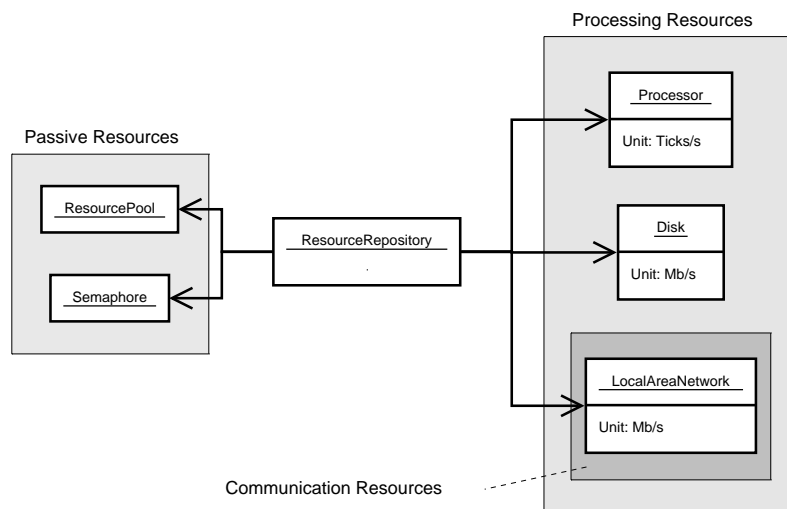 Processing Resources
Processor
Unit: Ticks/s
Passive Resources
ResourcePool
ResourceRepository
.
Disk
Unit: Mb/s
Semaphore
LocalAreaNetwork
Unit: Mb/s
Communication Resources